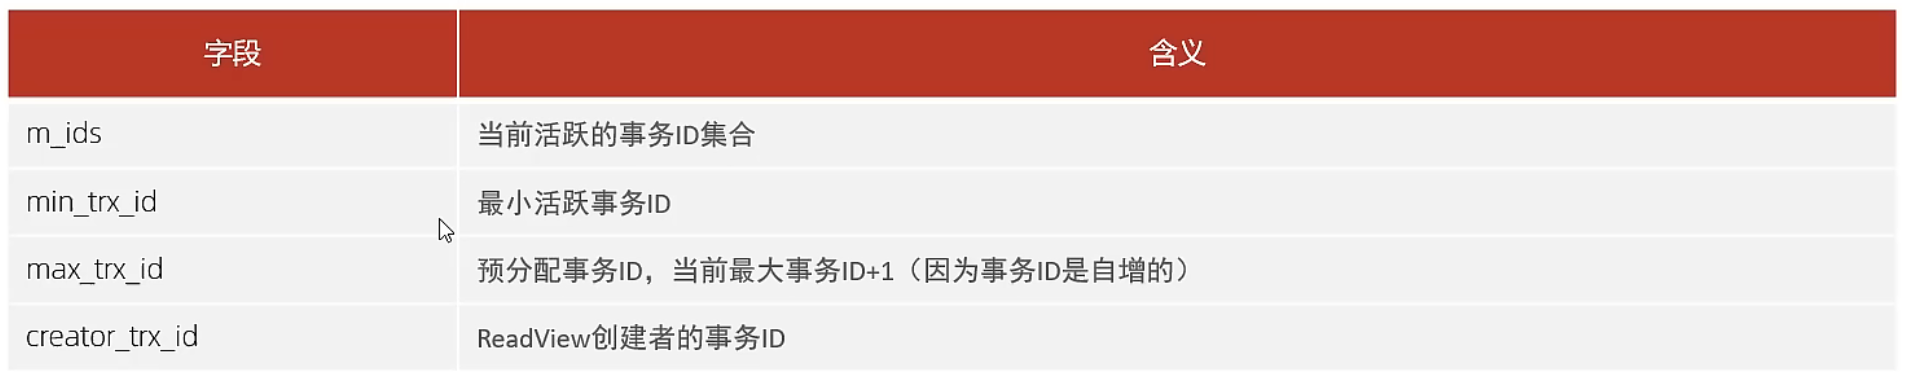 字段 含义
m_ids 当前活跃的事务ID集合
min_trx_id 最小活跃事务ID
max_trx_id 预分配事务ID，当前最大事务ID+1（因为事务ID是自增的）
creator_trx_id ReadView创建者的事务ID